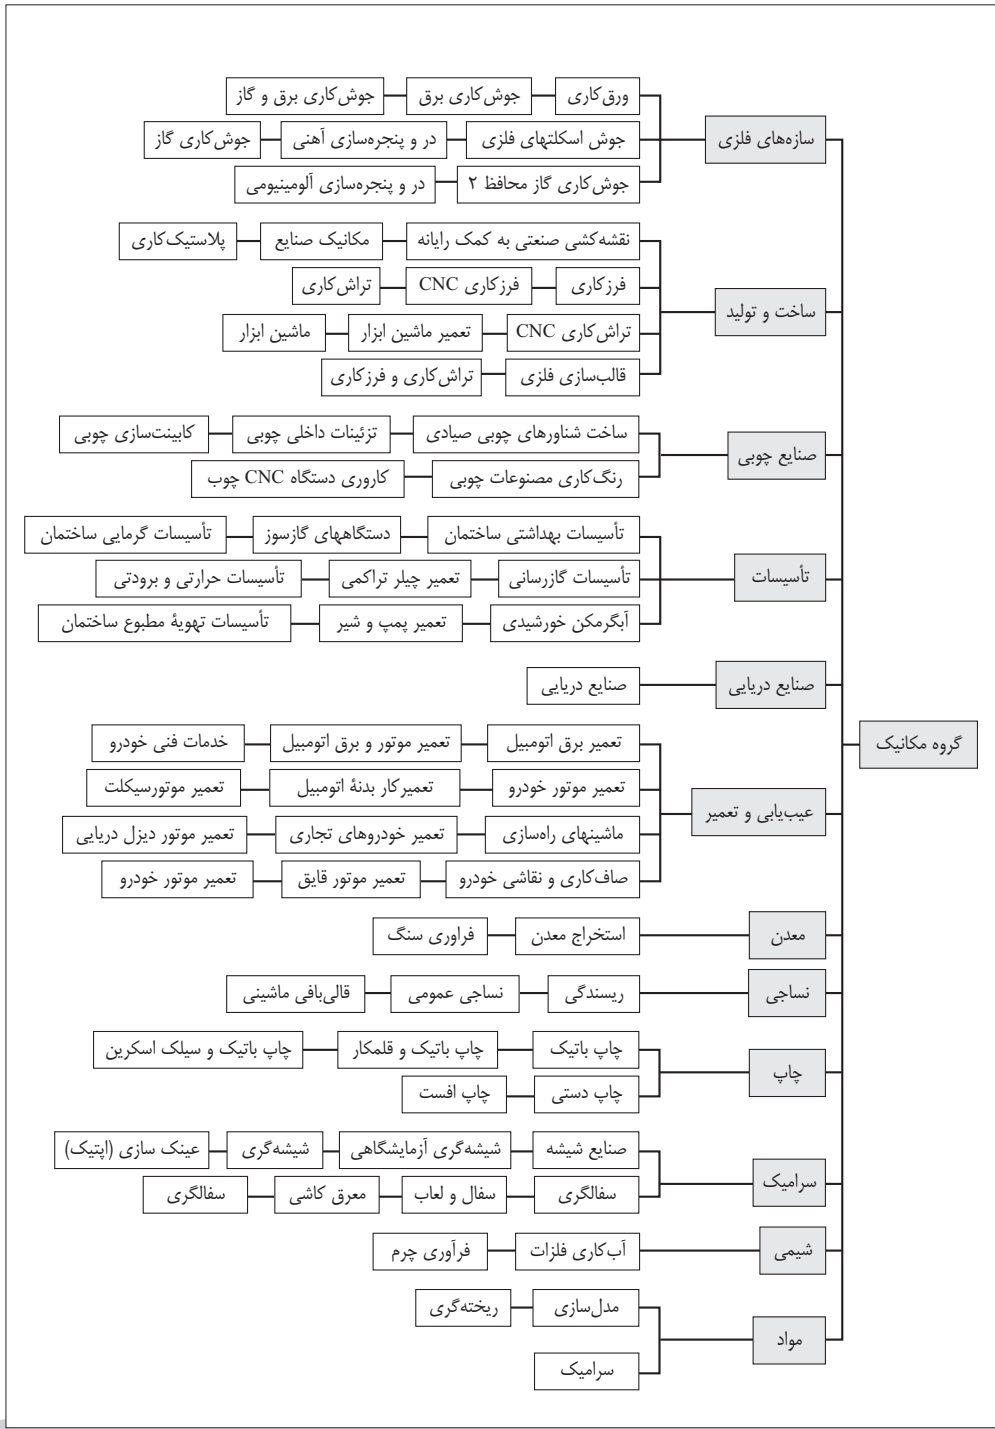 گروه مکانیک
سازه‌های فلزی
ورق‌کاری جوش‌کاری برق جوش‌کاری برق و گاز
جوش اسکلتهای فلزی در و پنجره‌سازی آهنی جوش‌کاری گاز
جوش‌کاری گاز محافظ ۲ در و پنجره‌سازی آلومینیومی
ساخت و تولید
نقشه‌کشی صنعتی به کمک رایانه مکانیک صنایع پلاستیک‌کاری
فرزکاری فرزکاری CNC تراش‌کاری
تراش‌کاری CNC تعمیر ماشین ابزار ماشین ابزار
قالب‌سازی فلزی تراش‌کاری و فرزکاری
صنایع چوبی
ساخت شناورهای چوبی صیادی تزئینات داخلی چوبی کابینت‌سازی چوبی
رنگ‌کاری مصنوعات چوبی کاروری دستگاه CNC چوب
تأسیسات
تأسیسات بهداشتی ساختمان دستگاههای گازسوز تأسیسات گرمایی ساختمان
تأسیسات گازرسانی تعمیر چیلر تراکمی تأسیسات حرارتی و برودتی
آبگرمکن خورشیدی تعمیر پمپ و شیر تأسیسات تهویۀ مطبوع ساختمان
صنایع دریایی
صنایع دریایی
عیب‌یابی و تعمیر
تعمیر برق اتومبیل تعمیر موتور و برق اتومبیل خدمات فنی خودرو
تعمیر موتور خودرو تعمیرکار بدنۀ اتومبیل تعمیر موتورسیکلت
ماشینهای راه‌سازی تعمیر خودروهای تجاری تعمیر موتور دیزل دریایی
صاف‌کاری و نقاشی خودرو تعمیر موتور قایق تعمیر موتور خودرو
معدن
استخراج معدن فراوری سنگ
نساجی
ریسندگی نساجی عمومی قالی‌بافی ماشینی
چاپ
چاپ باتیک چاپ باتیک و قلمکار چاپ باتیک و سیلک اسکرین
چاپ دستی چاپ افست
سرامیک
صنایع شیشه شیشه‌گری آزمایشگاهی شیشه‌گری عینک سازی (اپتیک)
سفالگری سفال و لعاب معرق کاشی سفالگری
شیمی
آب‌کاری فلزات فرآوری چرم
مواد
مدل‌سازی ریخته‌گری
سرامیک